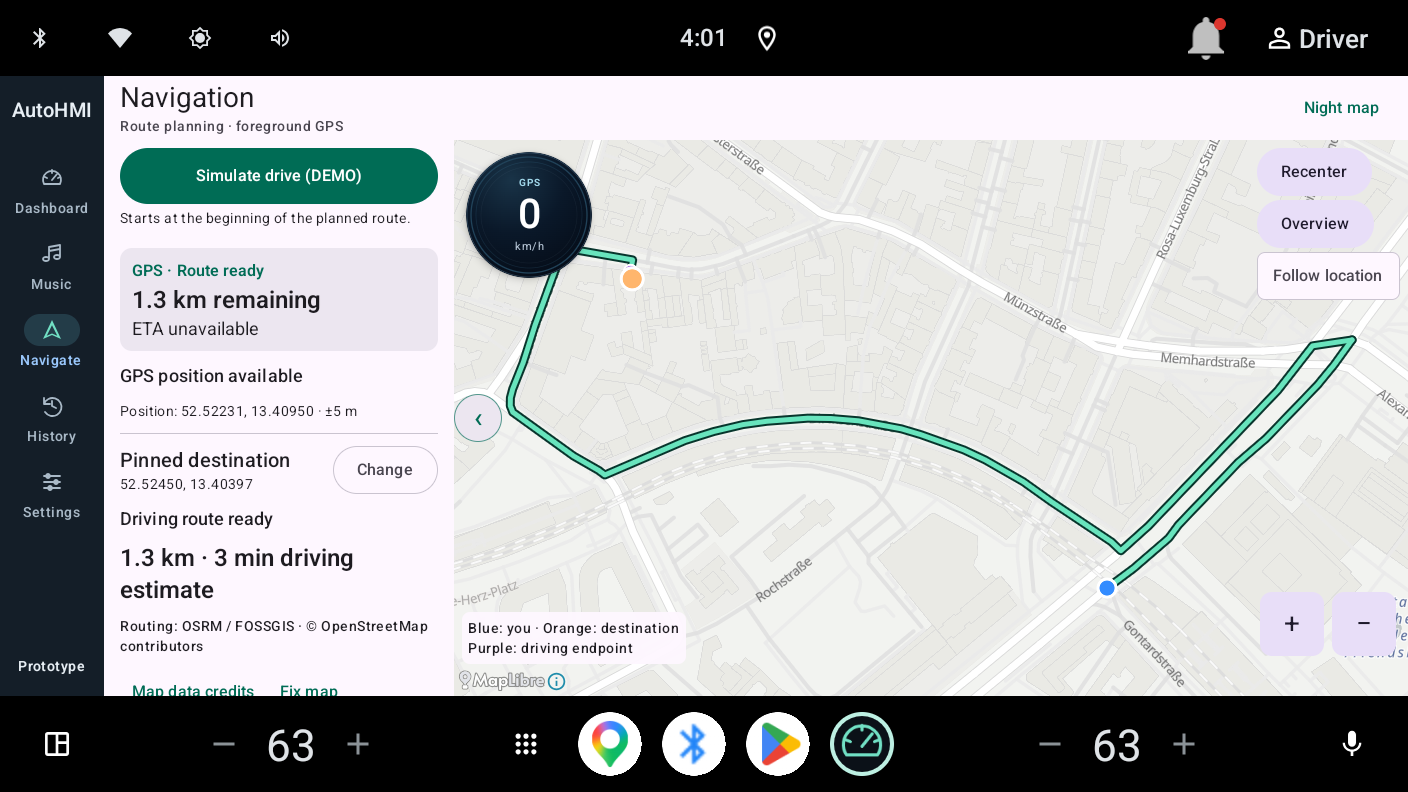 4:01
Driver
AutoHMI
Dashboard
Music
Navigate
History
Settings
Prototype
Navigation
Route planning · foreground GPS
Night map
Simulate drive (DEMO)
Starts at the beginning of the planned route.
GPS · Route ready
1.3 km remaining
ETA unavailable
GPS position available
Position: 52.52231, 13.40950 · ±5 m
Pinned destination
52.52450, 13.40397
Change
Driving route ready
1.3 km · 3 min driving
estimate
Routing: OSRM / FOSSGIS · © OpenStreetMap
contributors
Map data credits
Fix map
GPS
0
km/h
Recenter
Overview
Follow location
Rosa-Luxemburg-Straß
Münzstraße
Memhardstraße
Rochstraße
Gontardstraße
e-Herz-Platz
Blue: you · Orange: destination
Purple: driving endpoint
MapLibre
+
−
− 63 +
− 63 +